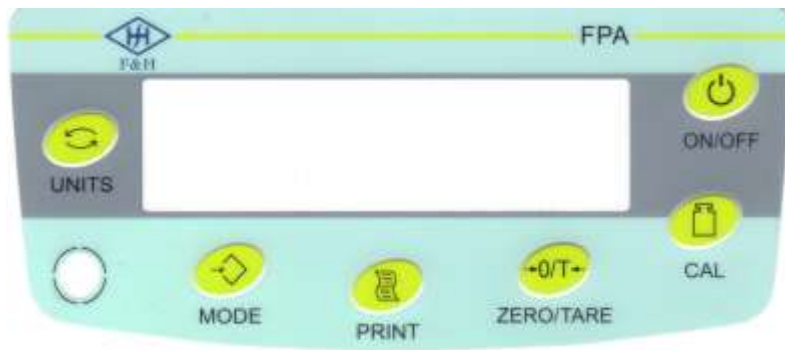 FPA
F&H
ON/OFF
UNITS
CAL
→0/T←
MODE
PRINT
ZERO/TARE